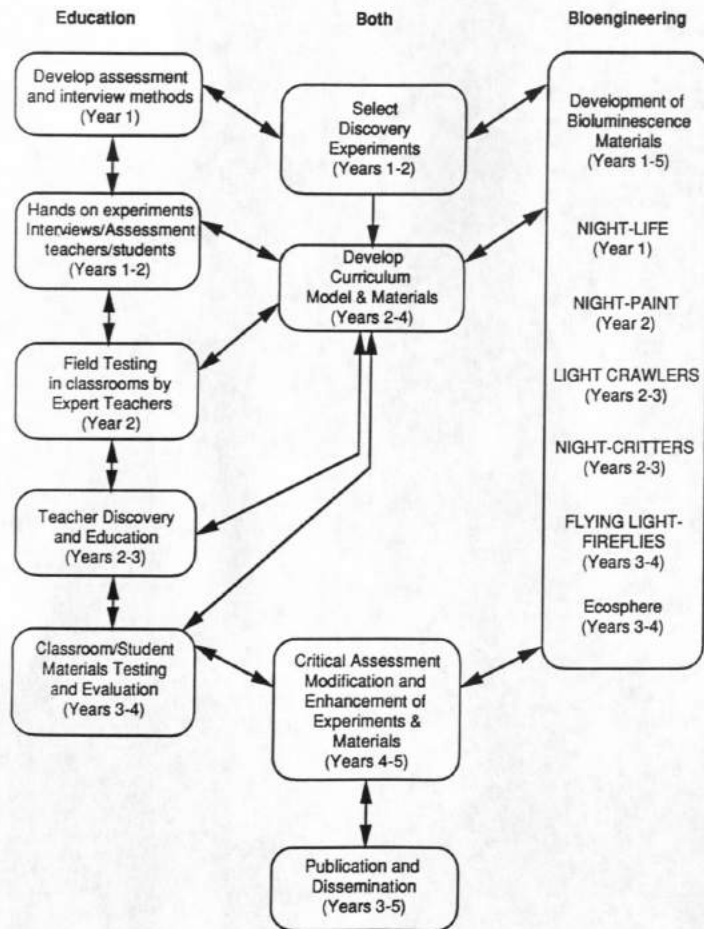 Education
Both
Bioengineering
Develop assessment
and interview methods
(Year 1)
Select
Discovery
Experiments
(Years 1-2)
Development of
Bioluminescence
Materials
(Years 1-5)
Hands on experiments
Interviews/Assessment
teachers/students
(Years 1-2)
Develop
Curriculum
Model & Materials
(Years 2-4)
NIGHT-LIFE
(Year 1)
NIGHT-PAINT
(Year 2)
Field Testing
in classrooms by
Expert Teachers
(Year 2)
LIGHT CRAWLERS
(Years 2-3)
NIGHT-CRITTERS
(Years 2-3)
Teacher Discovery
and Education
(Years 2-3)
FLYING LIGHT-
FIREFLIES
(Years 3-4)
Ecosphere
(Years 3-4)
Classroom/Student
Materials Testing
and Evaluation
(Years 3-4)
Critical Assessment
Modification and
Enhancement of
Experiments &
Materials
(Years 4-5)
Publication and
Dissemination
(Years 3-5)